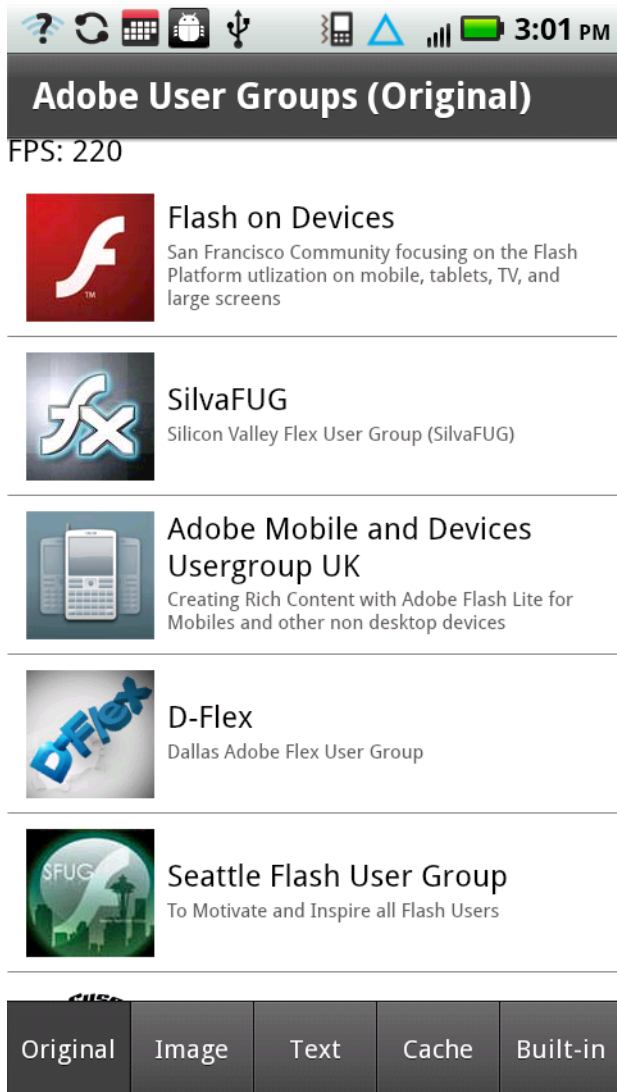 3:01 PM
Adobe User Groups (Original)
FPS: 220
Flash on Devices
San Francisco Community focusing on the Flash
Platform utlization on mobile, tablets, TV, and
large screens
TM
SilvaFUG
Silicon Valley Flex User Group (SilvaFUG)
fx
Adobe Mobile and Devices
Usergroup UK
Creating Rich Content with Adobe Flash Lite for
Mobiles and other non desktop devices
D-Flex
D-Flex
Dallas Adobe Flex User Group
SFUG
Seattle Flash User Group
To Motivate and Inspire all Flash Users
Original
Image
Text
Cache
Built-in